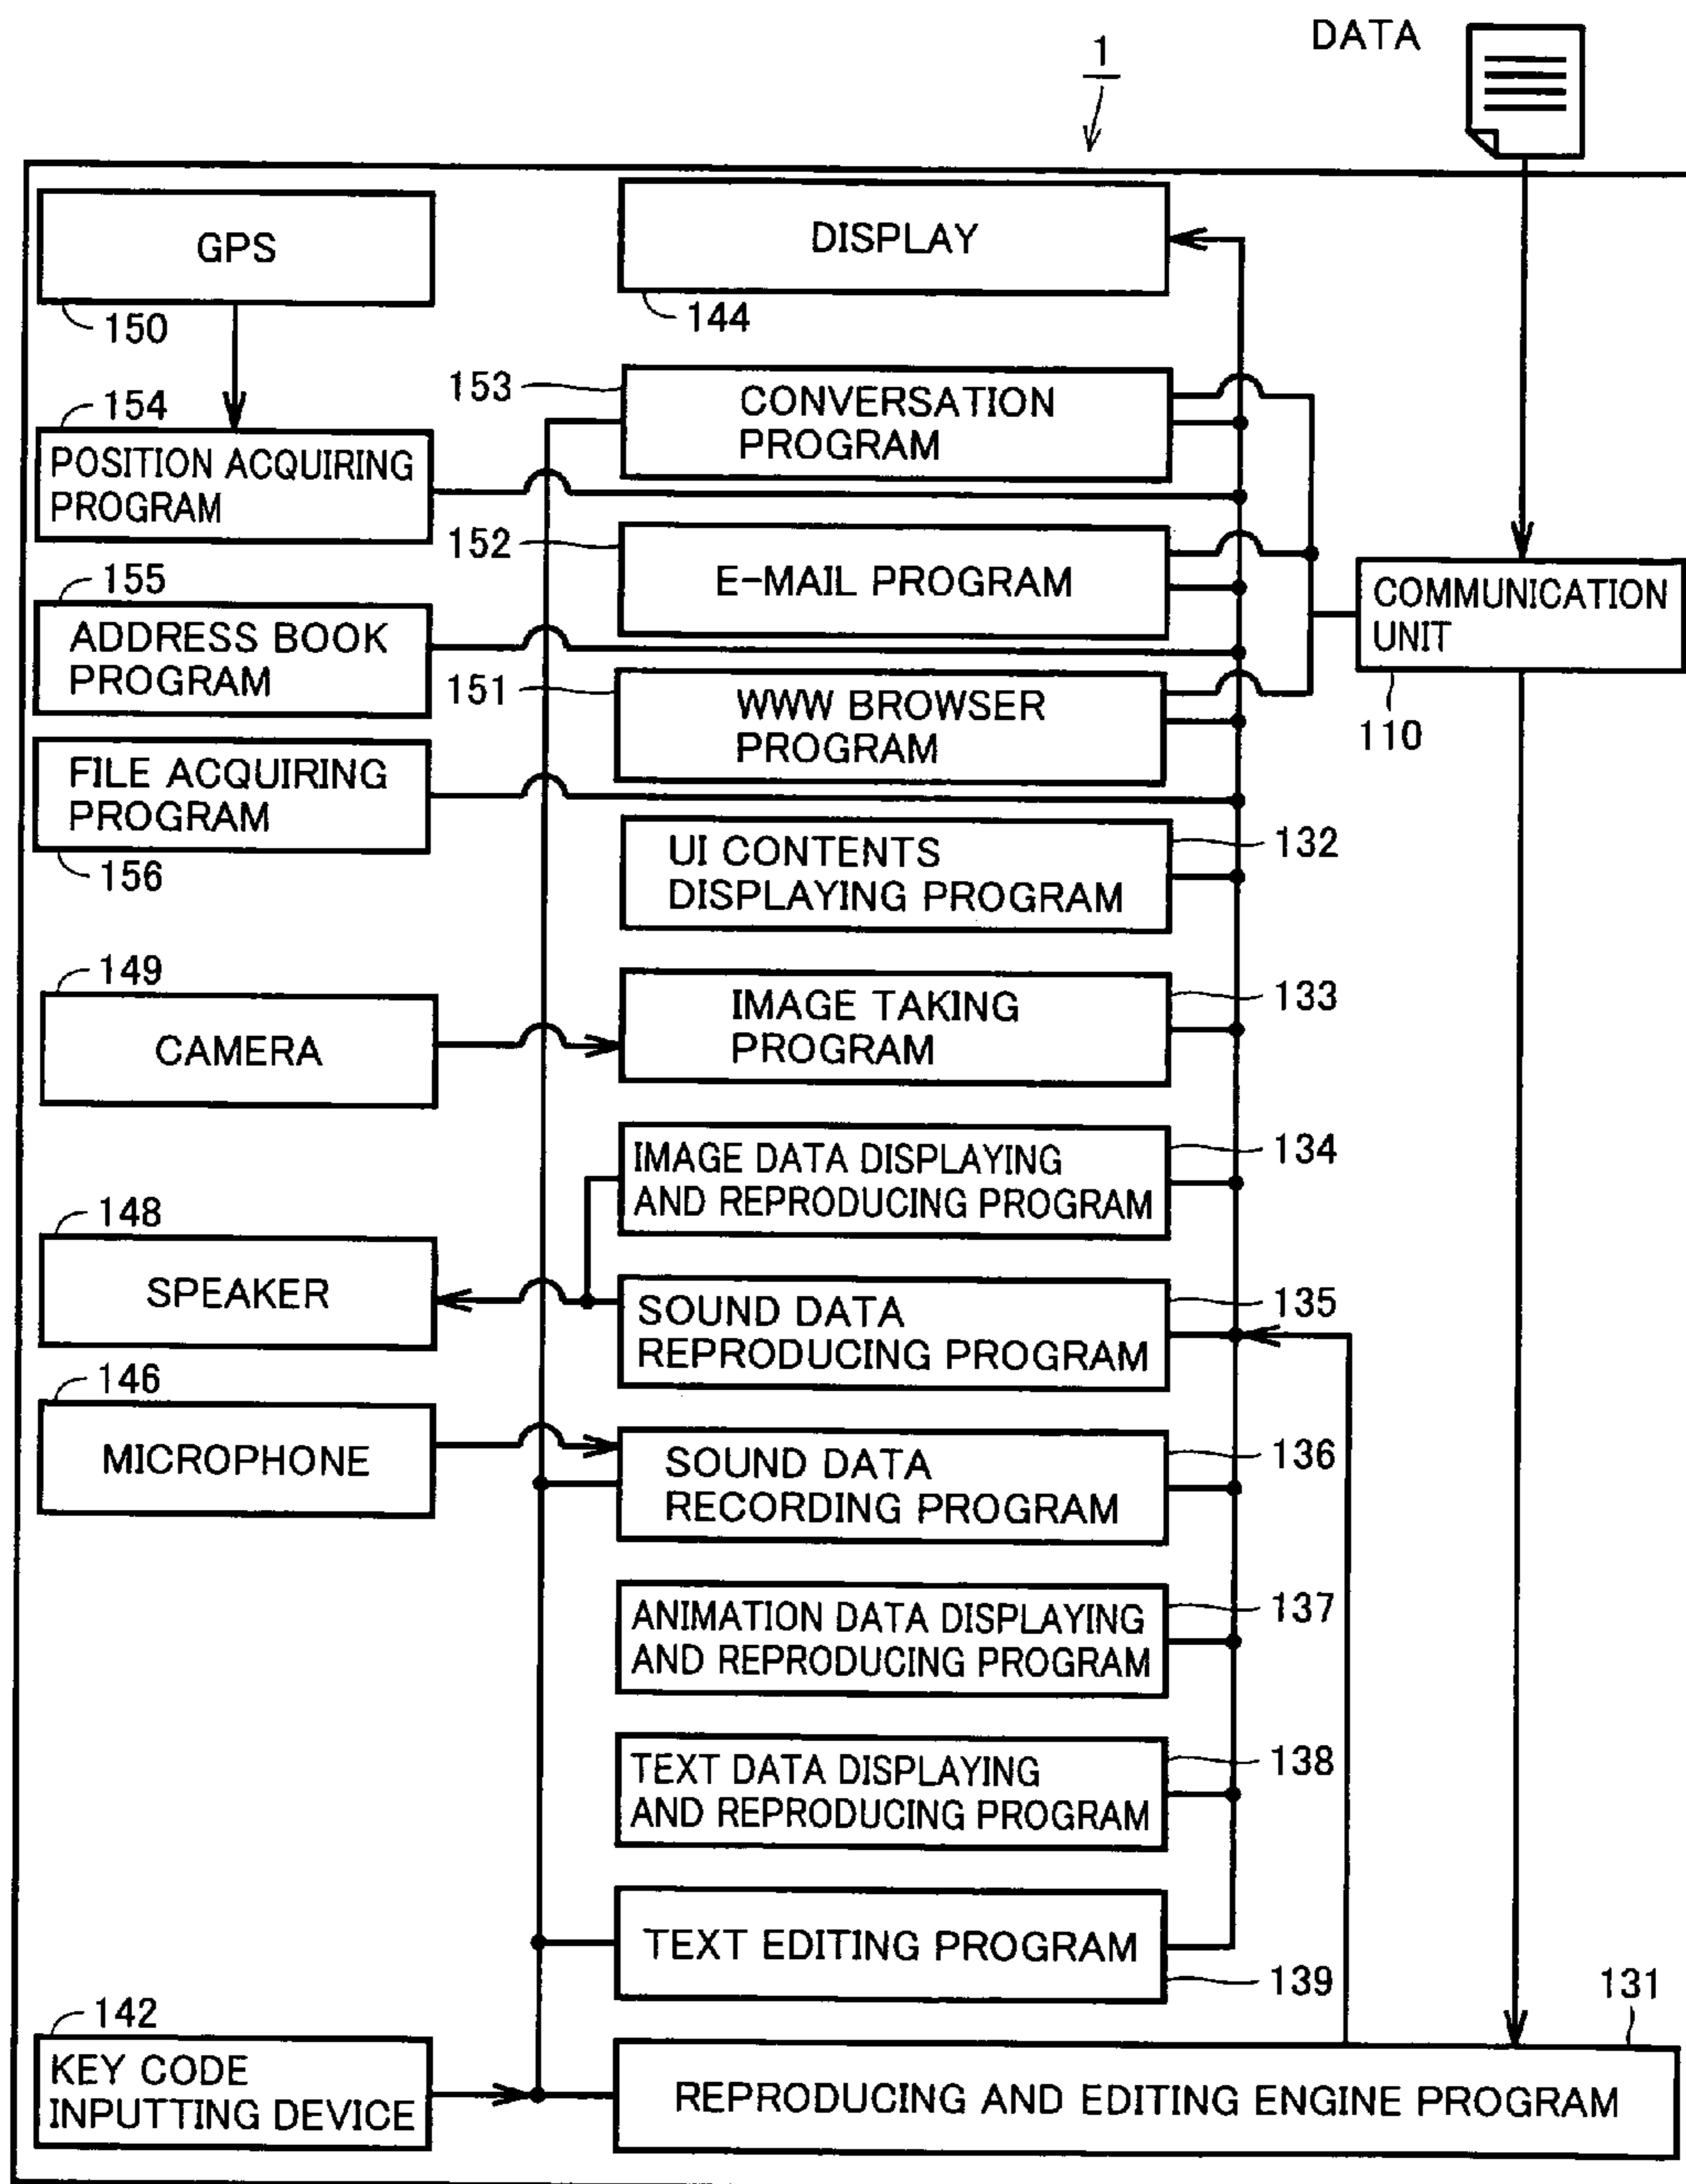 DATA
1
GPS
DISPLAY
150
144
153
CONVERSATION
PROGRAM
154
POSITION ACQUIRING
PROGRAM
152
E-MAIL PROGRAM
COMMUNICATION
UNIT
110
155
ADDRESS BOOK
PROGRAM
151
WWW BROWSER
PROGRAM
FILE ACQUIRING
PROGRAM
156
UI CONTENTS
DISPLAYING PROGRAM
132
149
CAMERA
IMAGE TAKING
PROGRAM
133
IMAGE DATA DISPLAYING
AND REPRODUCING PROGRAM
134
148
SPEAKER
SOUND DATA
REPRODUCING PROGRAM
135
146
MICROPHONE
SOUND DATA
RECORDING PROGRAM
136
ANIMATION DATA DISPLAYING
AND REPRODUCING PROGRAM
137
TEXT DATA DISPLAYING
AND REPRODUCING PROGRAM
138
TEXT EDITING PROGRAM
139
131
142
KEY CODE
INPUTTING DEVICE
REPRODUCING AND EDITING ENGINE PROGRAM